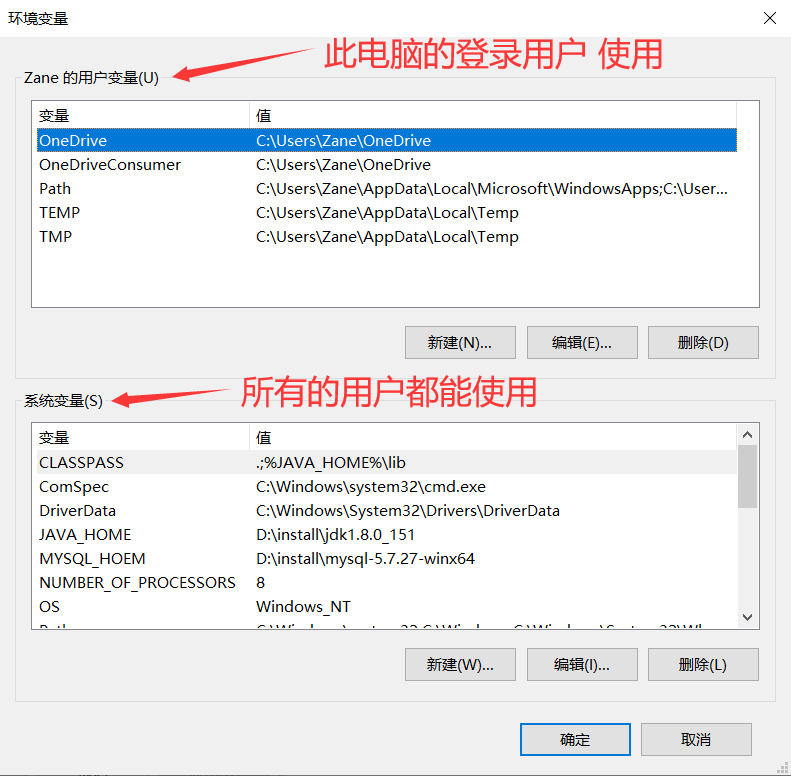 环境变量
此电脑的登录用户 使用
Zane 的用户变量(U)
变量 值
OneDrive C:\Users\Zane\OneDrive
OneDriveConsumer C:\Users\Zane\OneDrive
Path C:\Users\Zane\AppData\Local\Microsoft\WindowsApps;C:\User...
TEMP C:\Users\Zane\AppData\Local\Temp
TMP C:\Users\Zane\AppData\Local\Temp
新建(N)... 编辑(E)... 删除(D)
所有的用户都能使用
系统变量(S)
变量 值
CLASSPASS .;%JAVA_HOME%\lib
ComSpec C:\Windows\system32\cmd.exe
DriverData C:\Windows\System32\Drivers\DriverData
JAVA_HOME D:\install\jdk1.8.0_151
MYSQL_HOEM D:\install\mysql-5.7.27-winx64
NUMBER_OF_PROCESSORS 8
OS Windows_NT
新建(W)... 编辑(I)... 删除(L)
确定 取消